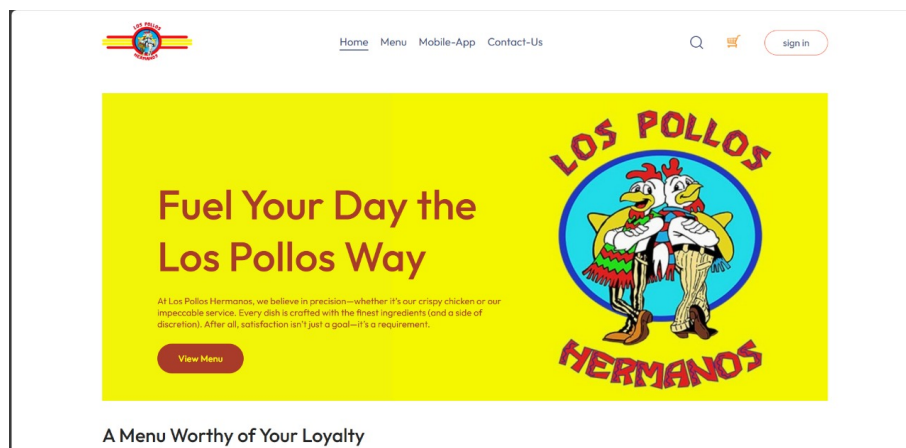 LOS POLLOS
HERMANOS
Home Menu Mobile-App Contact-Us
sign in
LOS POLLOS
Fuel Your Day the
Los Pollos Way
At Los Pollos Hermanos, we believe in precision—whether it's our crispy chicken or our
impeccable service. Every dish is crafted with the finest ingredients (and a side of
discretion). After all, satisfaction isn't just a goal—it's a requirement.
View Menu
HERMANOS
A Menu Worthy of Your Loyalty